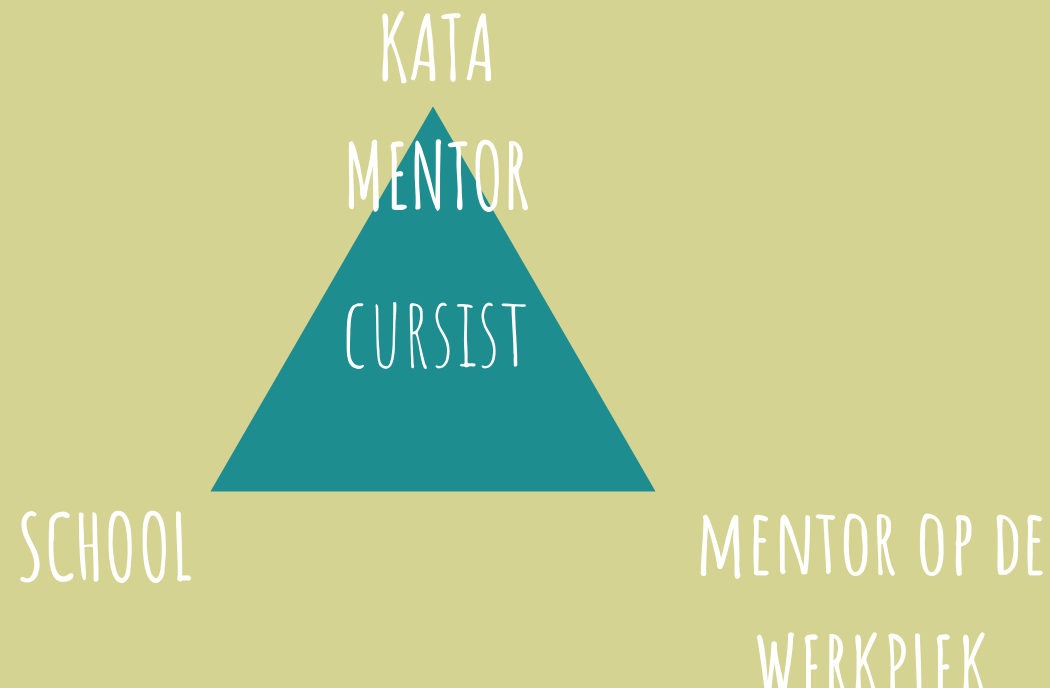 KATA
MENTOR
CURSIST
SCHOOL
MENTOR OP DE
WERKPLEK